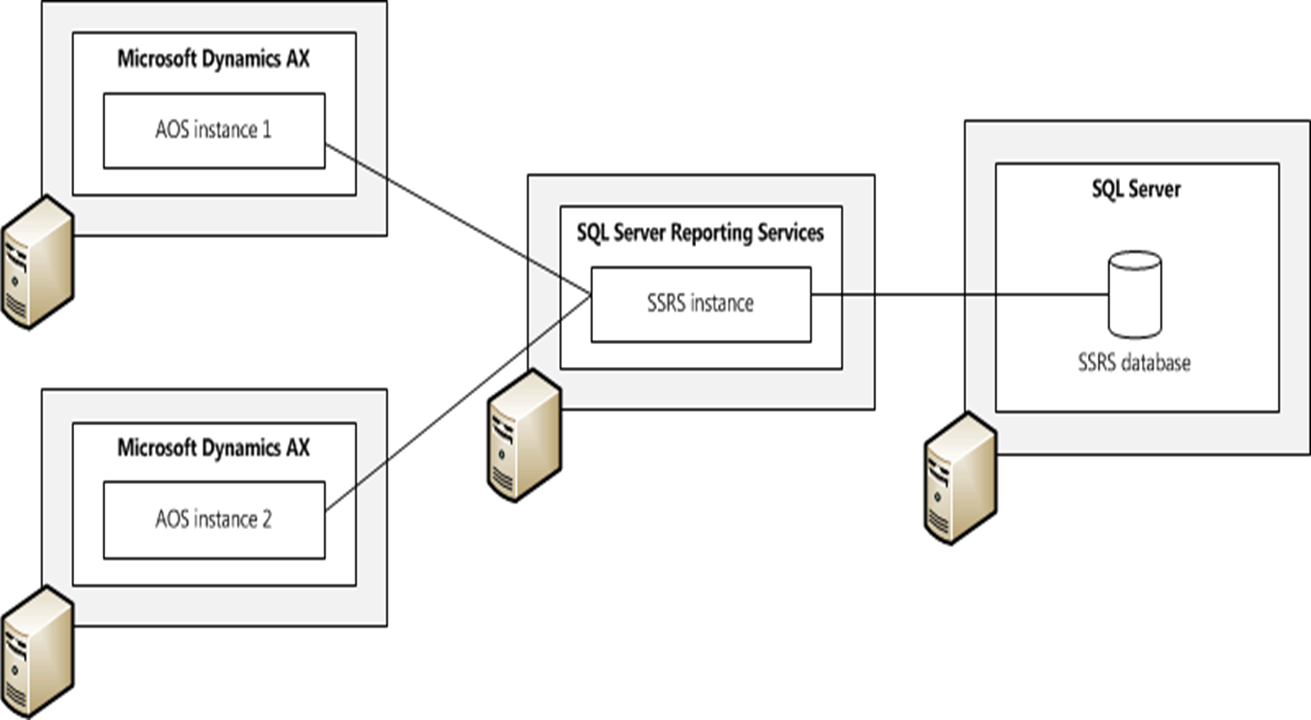 Microsoft Dynamics AX
AOS instance 1
Microsoft Dynamics AX
AOS instance 2
SQL Server Reporting Services
SSRS instance
SQL Server
SSRS database